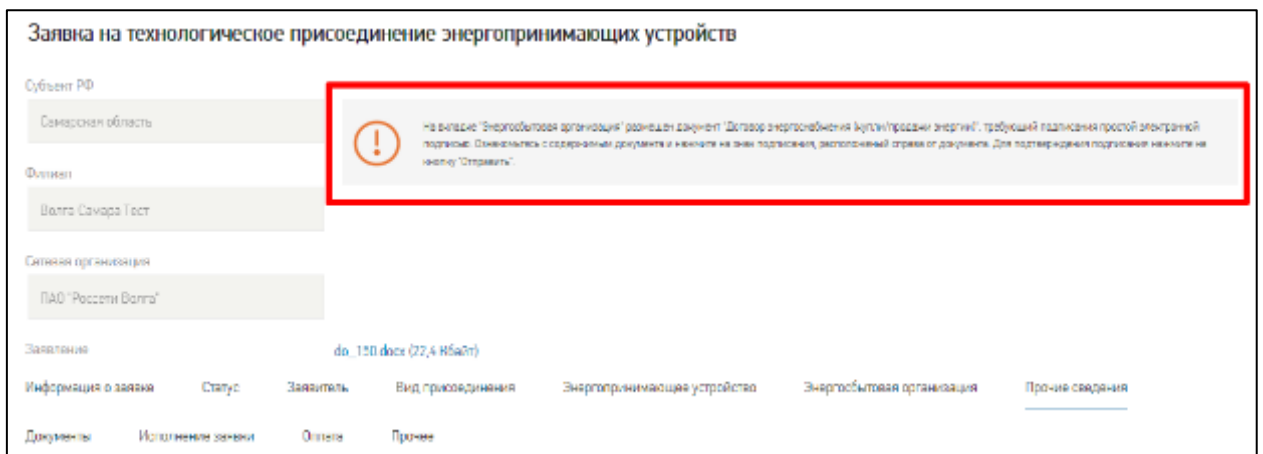 Заявка на технологическое присоединение энергопринимающих устройств
Субъект РФ
Самарская область
На вкладке "Энергосбытовая организация" размещен документ "Договор энергоснабжения (купли/продажи энергии)", требующий подписания простой электронной
подписью. Ознакомьтесь с содержимым документа и нажмите на знак подписания, расположенный справа от документа. Для подтверждения подписания нажмите на
кнопку "Отправить".
Филиал
Волга Самара Тест
Сетевая организация
ПАО "Россети Волга"
Заявление
do_150.docx (22,4 Кбайт)
Информация о заявке Статус Заявитель Вид присоединения Энергопринимающее устройство Энергосбытовая организация Прочие сведения
Документы Исполнение заявки Оплата Прочее